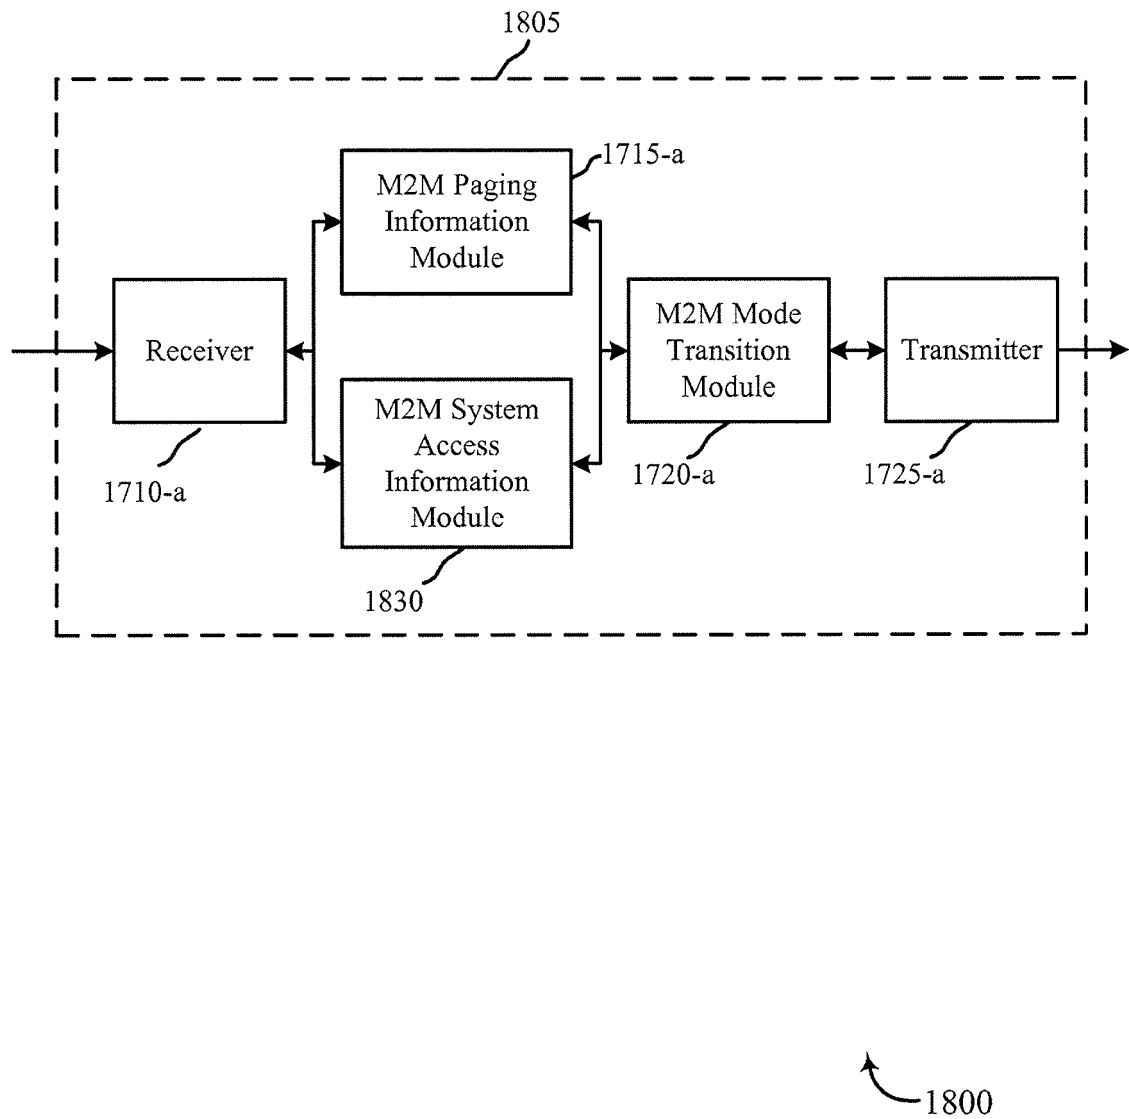 1805
1715-a
M2M Paging
Information
Module
Receiver
M2M Mode
Transition
Module
Transmitter
M2M System
Access
Information
Module
1710-a
1720-a
1725-a
1830
1800